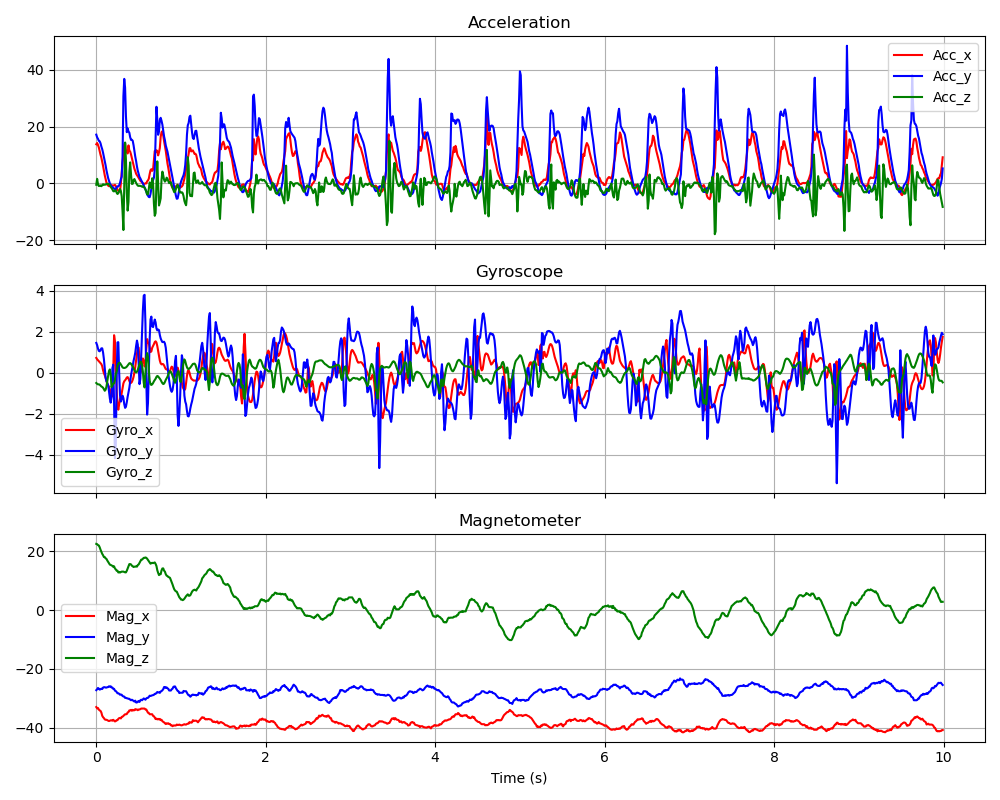 Acceleration
40
20
0
−20
Acc_x
Acc_y
Acc_z
Gyroscope
4
2
0
−2
−4
Gyro_x
Gyro_y
Gyro_z
Magnetometer
20
0
−20
−40
Mag_x
Mag_y
Mag_z
0 2 4 6 8 10
Time (s)